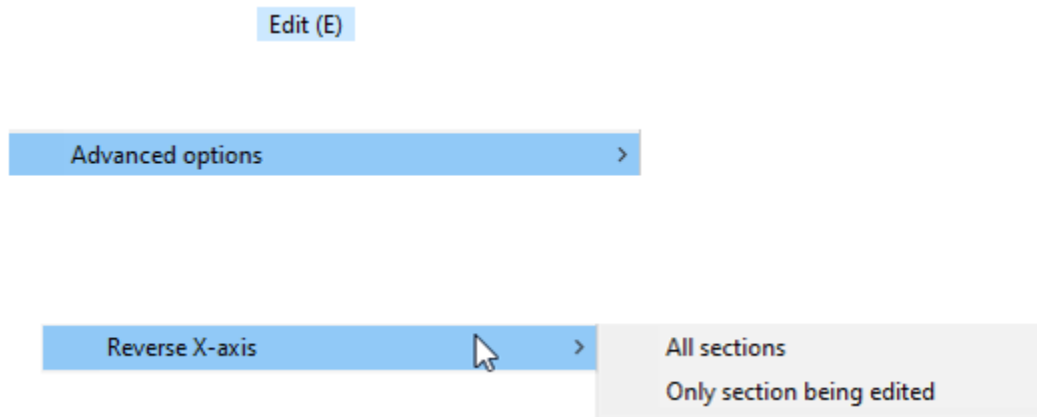 Edit (E)
Advanced options
Reverse X-axis
All sections
Only section being edited